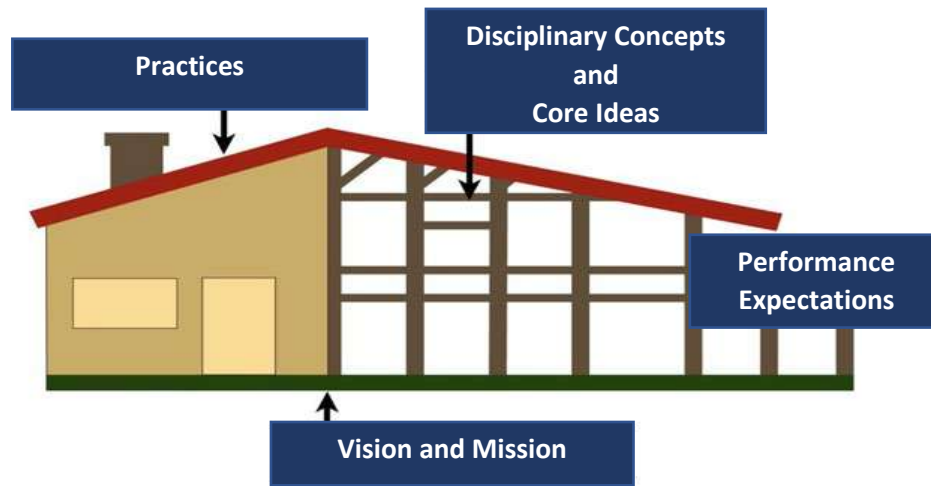 Practices
Disciplinary Concepts
and
Core Ideas
Performance
Expectations
Vision and Mission